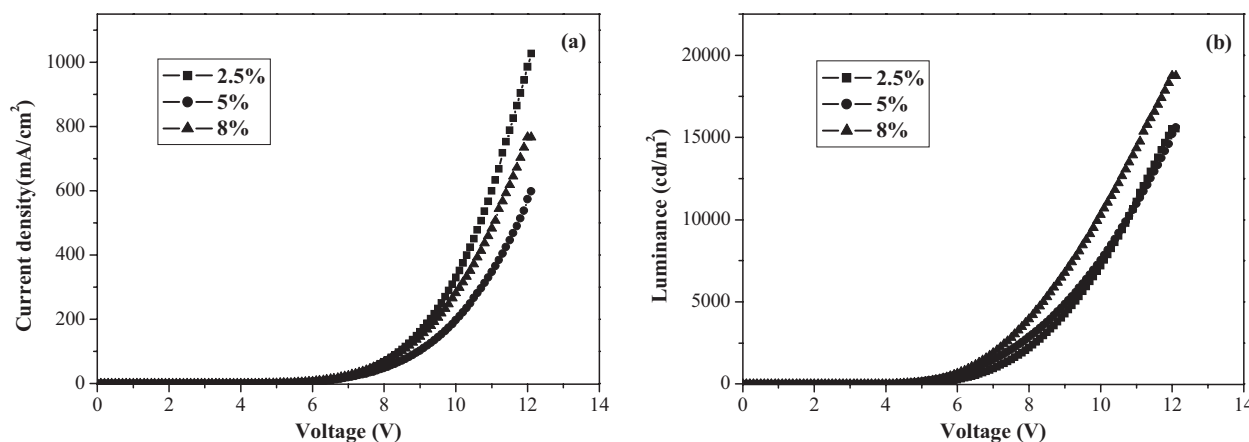 (a)
1000
800
600
400
200
0
Current density(mA/cm²)
2.5%
5%
8%
0 2 4 6 8 10 12 14
Voltage (V)
(b)
20000
15000
10000
5000
0
Luminance (cd/m²)
2.5%
5%
8%
0 2 4 6 8 10 12 14
Voltage (V)